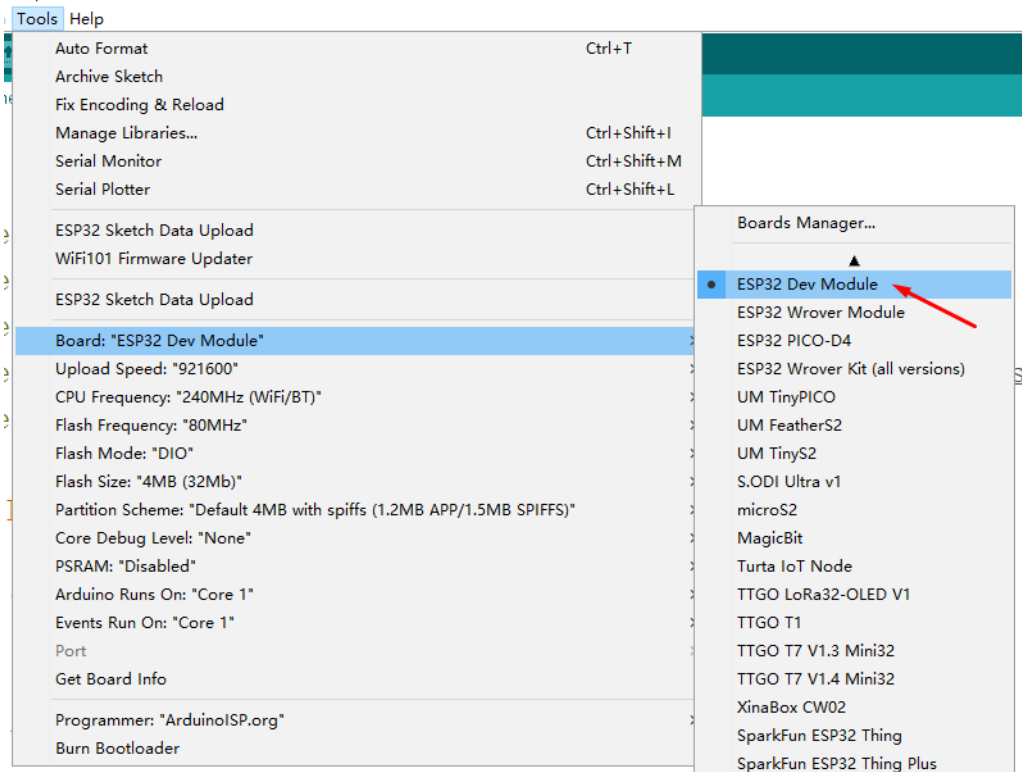 Tools Help
Auto Format Ctrl+T
Archive Sketch
Fix Encoding & Reload
Manage Libraries... Ctrl+Shift+I
Serial Monitor Ctrl+Shift+M
Serial Plotter Ctrl+Shift+L
ESP32 Sketch Data Upload
WiFi101 Firmware Updater
ESP32 Sketch Data Upload
Board: "ESP32 Dev Module"
Upload Speed: "921600"
CPU Frequency: "240MHz (WiFi/BT)"
Flash Frequency: "80MHz"
Flash Mode: "DIO"
Flash Size: "4MB (32Mb)"
Partition Scheme: "Default 4MB with spiffs (1.2MB APP/1.5MB SPIFFS)"
Core Debug Level: "None"
PSRAM: "Disabled"
Arduino Runs On: "Core 1"
Events Run On: "Core 1"
Port
Get Board Info
Programmer: "ArduinoISP.org"
Burn Bootloader
Boards Manager...
ESP32 Dev Module
ESP32 Wrover Module
ESP32 PICO-D4
ESP32 Wrover Kit (all versions)
UM TinyPICO
UM FeatherS2
UM TinyS2
S.ODI Ultra v1
microS2
MagicBit
Turta IoT Node
TTGO LoRa32-OLED V1
TTGO T1
TTGO T7 V1.3 Mini32
TTGO T7 V1.4 Mini32
XinaBox CW02
SparkFun ESP32 Thing
SparkFun ESP32 Thing Plus